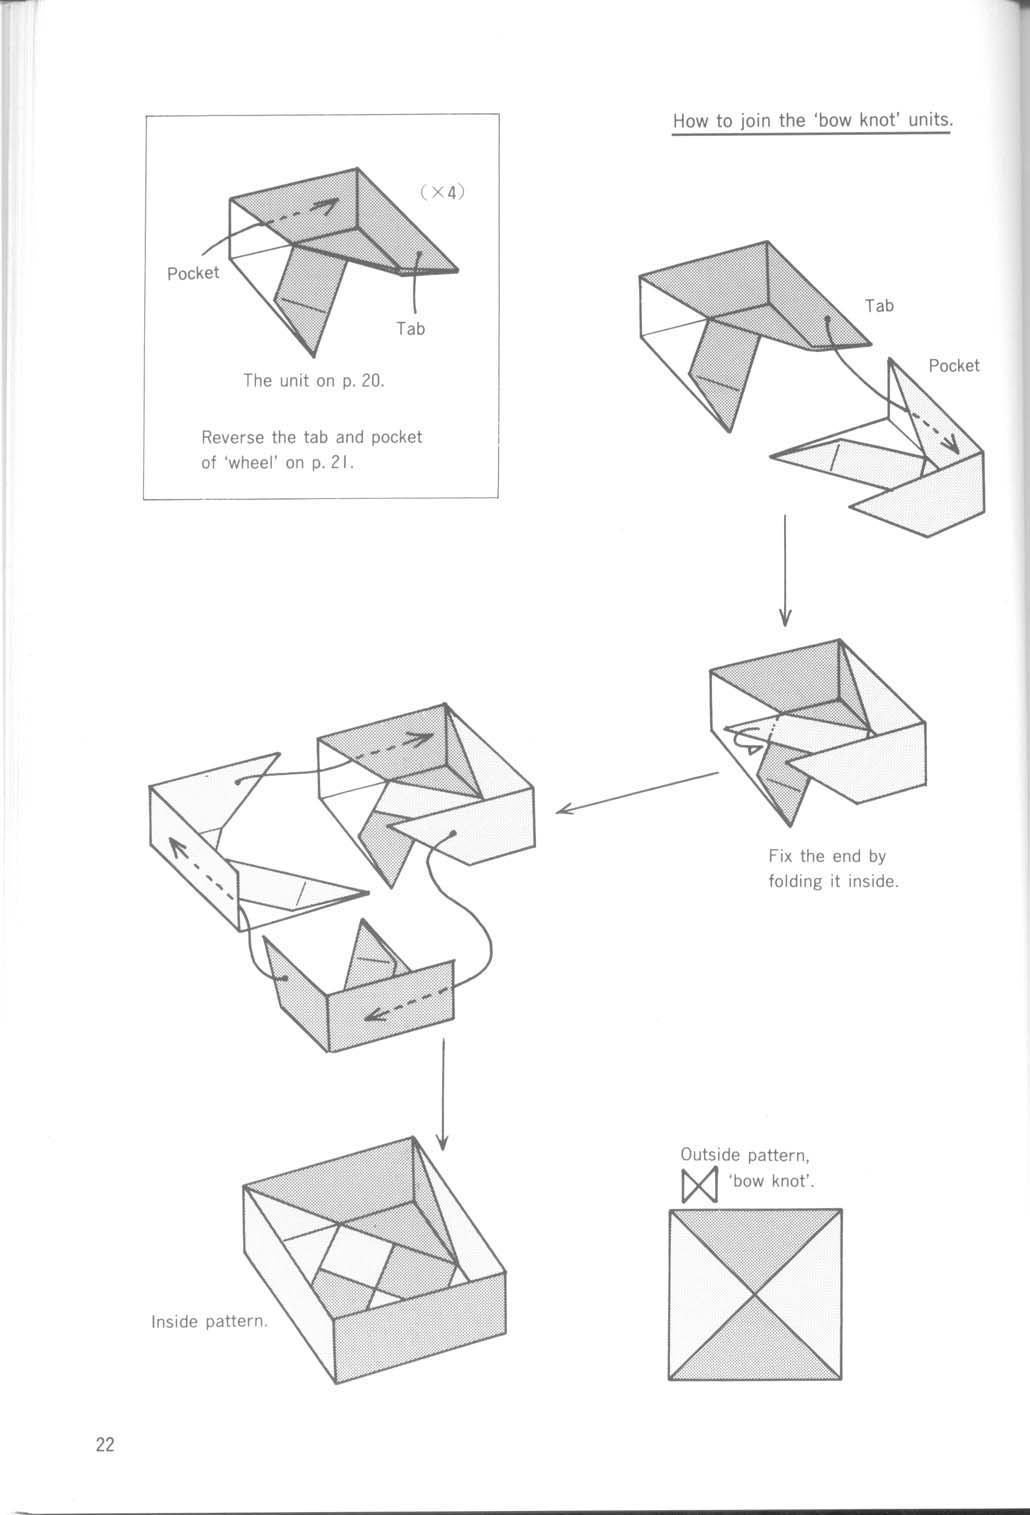 How to join the ‘bow knot’ units.
(×4)
Pocket
Tab
The unit on p. 20.
Reverse the tab and pocket
of ‘wheel’ on p. 21.
Tab
Pocket
Fix the end by
folding it inside.
Inside pattern.
Outside pattern,
‘bow knot’.
22